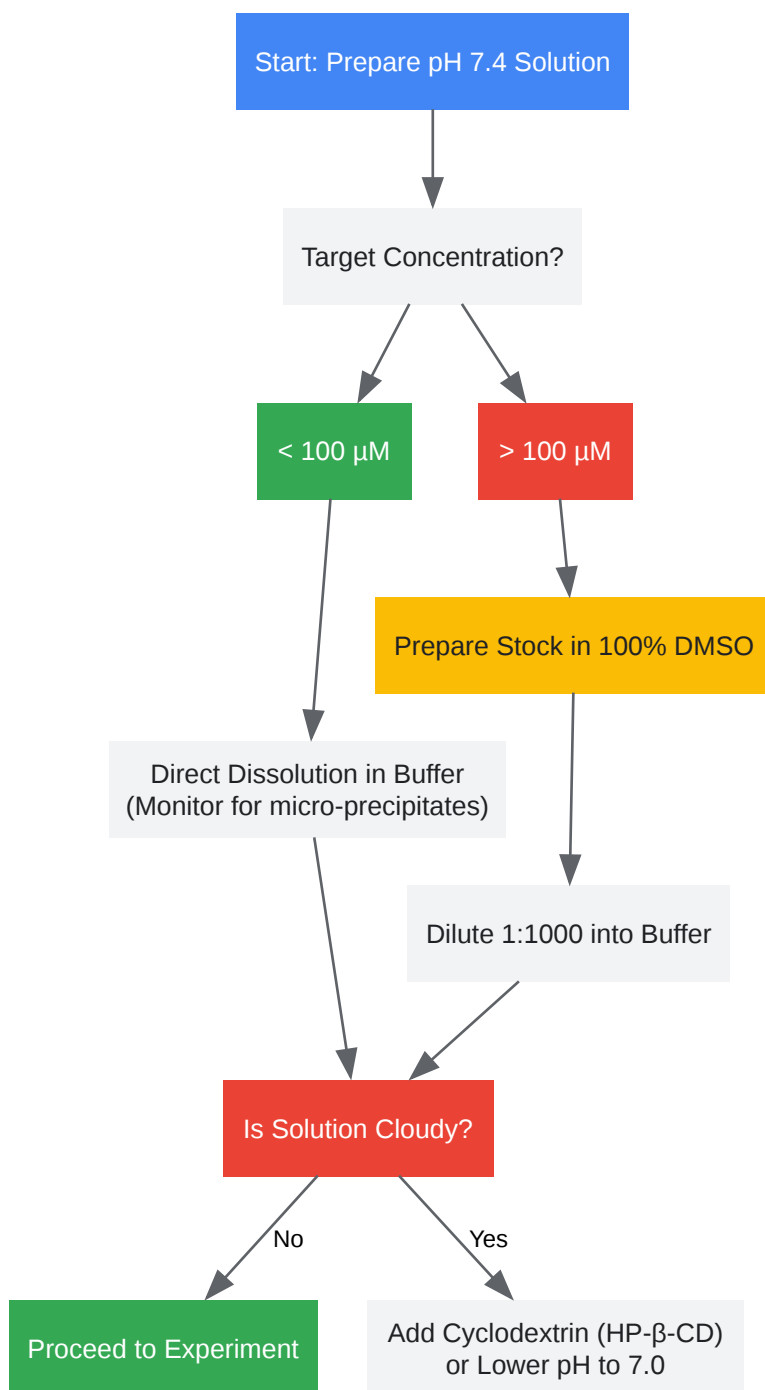 Start: Prepare pH 7.4 Solution
Target Concentration?
< 100 µM
> 100 µM
Prepare Stock in 100% DMSO
Direct Dissolution in Buffer
(Monitor for micro-precipitates)
Dilute 1:1000 into Buffer
Is Solution Cloudy?
No
Yes
Proceed to Experiment
Add Cyclodextrin (HP-β-CD)
or Lower pH to 7.0